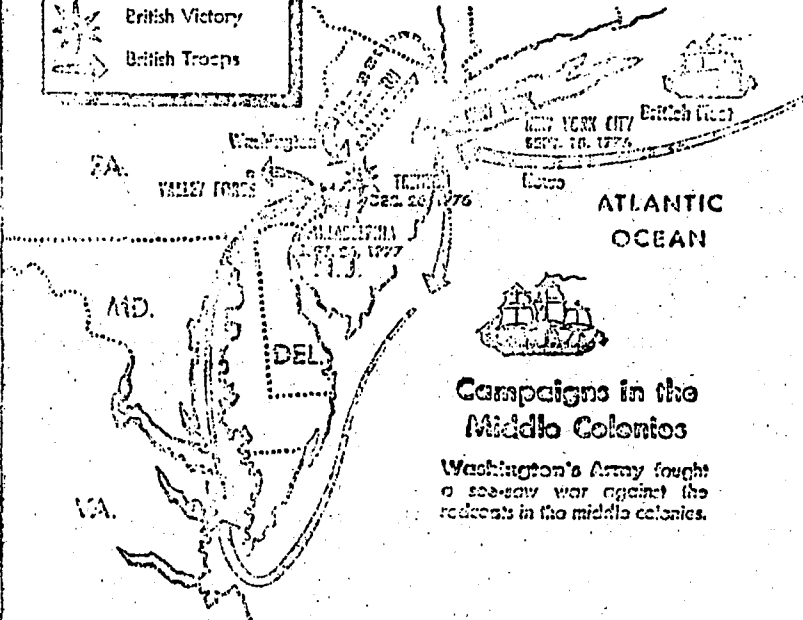 British Victory
British Troops
British Fleet
NEW YORK CITY
SEPT. 15, 1776
Howe
Washington
PA.
VALLEY FORGE
TRENTON
DEC. 26, 1776
ATLANTIC
OCEAN
PHILADELPHIA
1777
N.J.
MD.
DEL.
Campaigns in the
Middle Colonies
Washington's Army fought
a see-saw war against the
redcoats in the middle colonies.
VA.